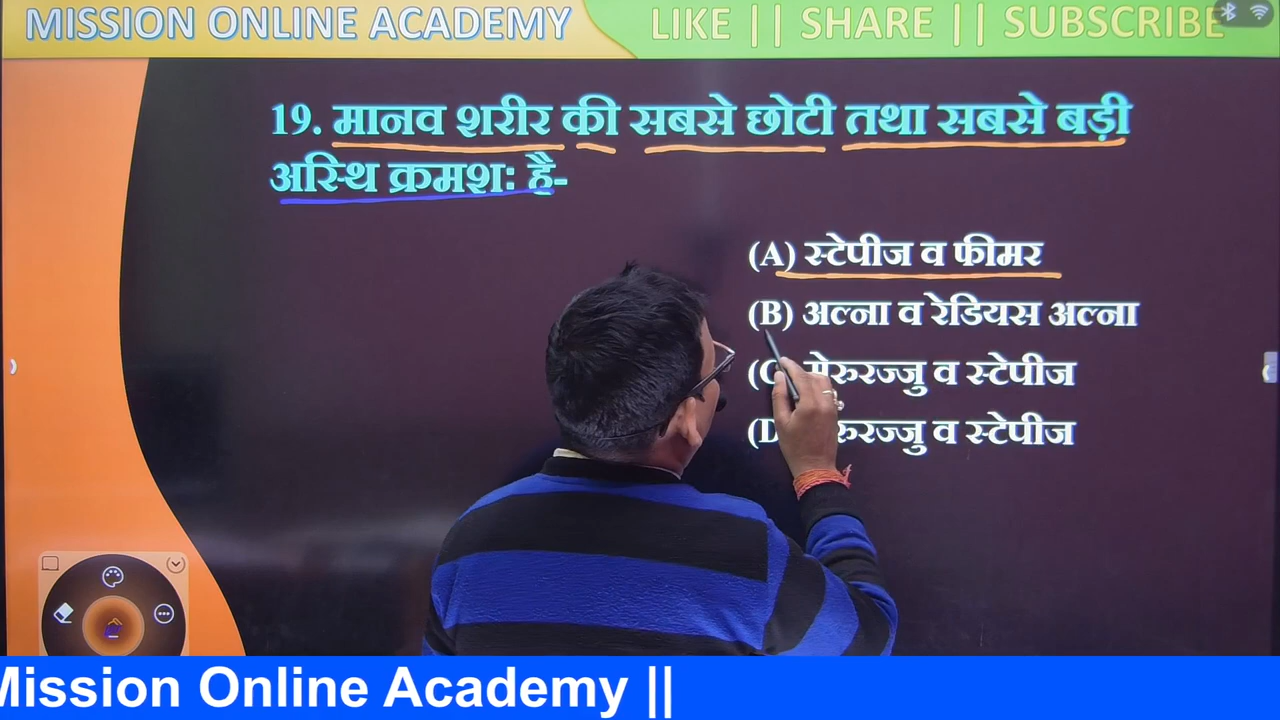 MISSION ONLINE ACADEMY
LIKE || SHARE || SUBSCRIBE
19. मानव शरीर की सबसे छोटी तथा सबसे बड़ी
अस्थि क्रमशः है-
(A) स्टेपीज व फीमर
(B) अल्ना व रेडियस अल्ना
(C) मेरुरज्जु व स्टेपीज
(D) रुरज्जु व स्टेपीज
Mission Online Academy ||